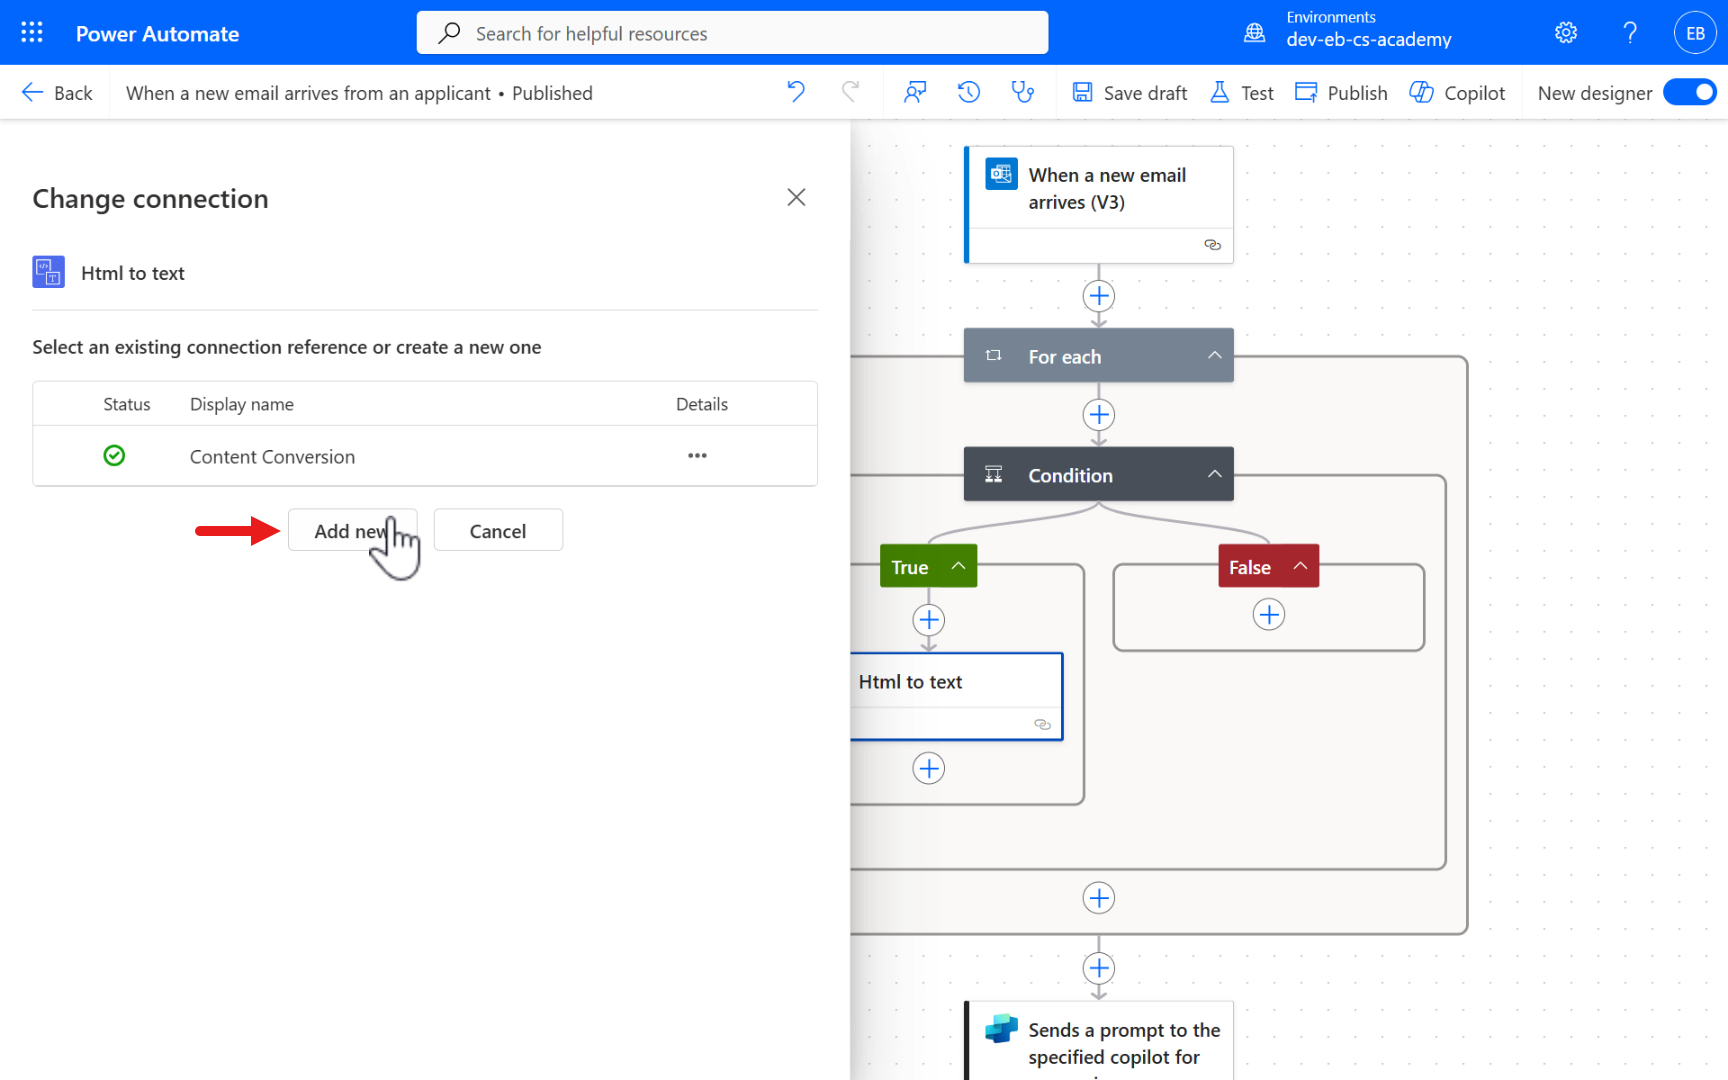 Power Automate
Search for helpful resources
Environments
dev-eb-cs-academy
EB
Back
When a new email arrives from an applicant • Published
Save draft
Test
Publish
Copilot
New designer
Change connection
Html to text
Select an existing connection reference or create a new one
Status Display name Details
Content Conversion
Add new
Cancel
When a new email
arrives (V3)
For each
Condition
True
False
Html to text
Sends a prompt to the
specified copilot for